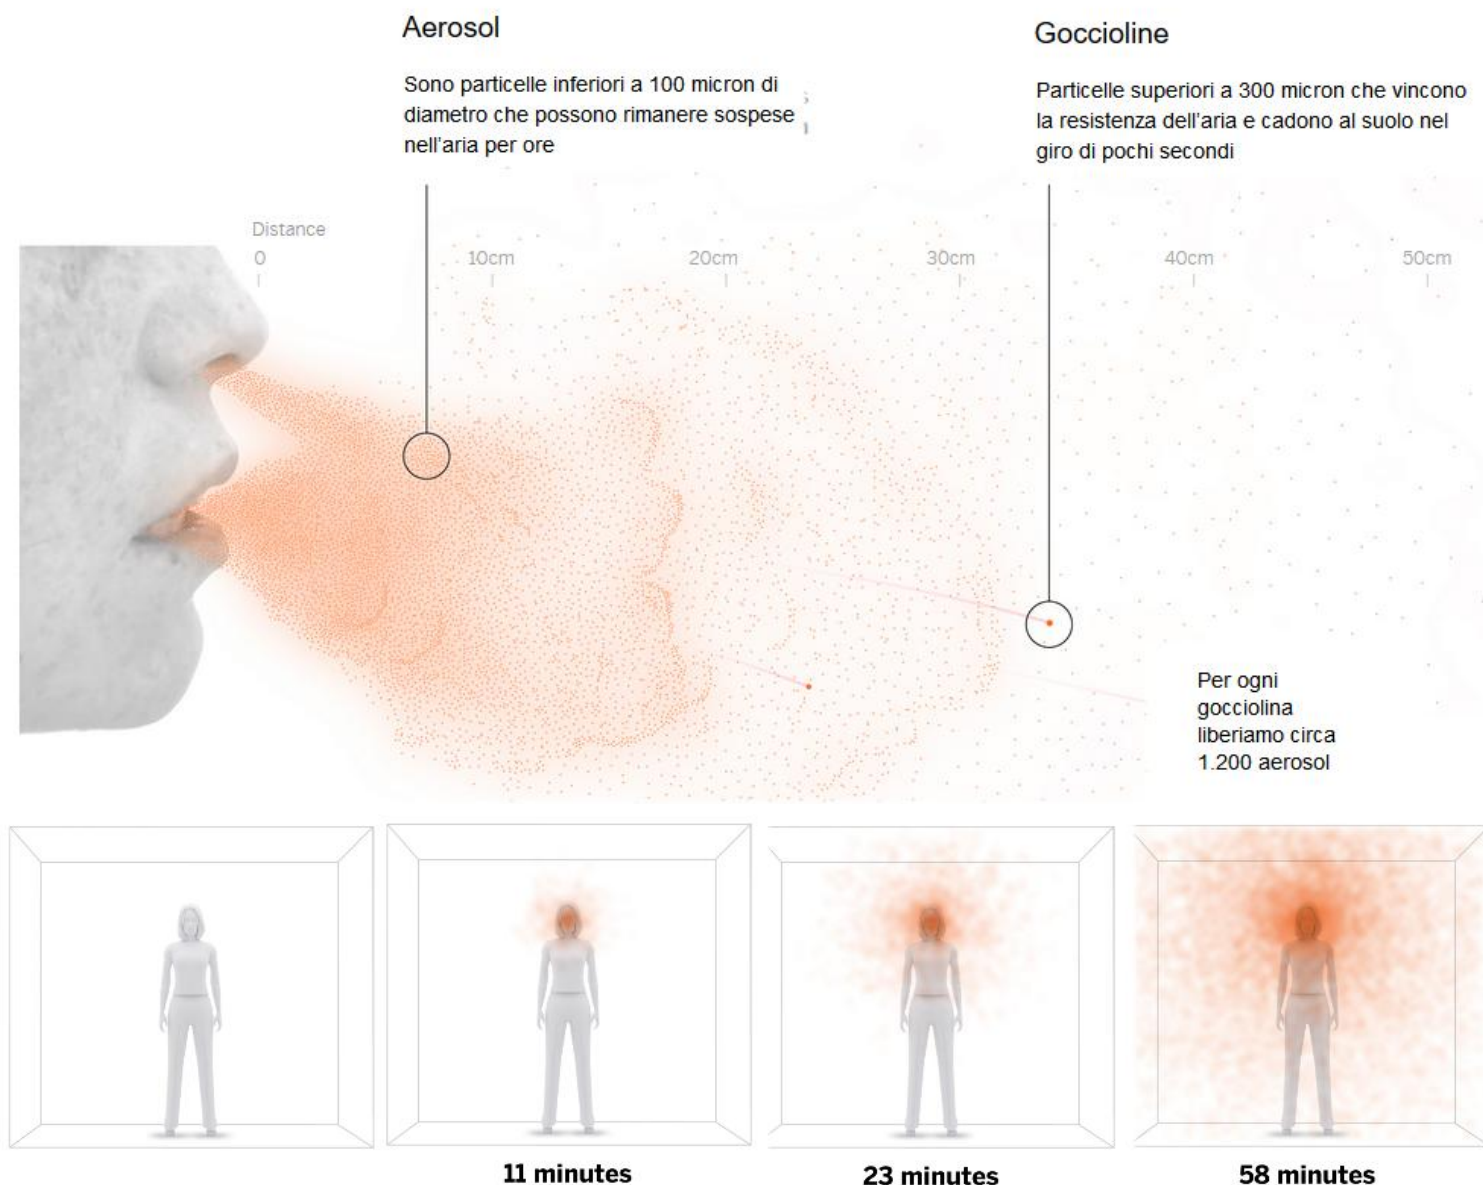 Aerosol
Sono particelle inferiori a 100 micron di
diametro che possono rimanere sospese
nell'aria per ore
Goccioline
Particelle superiori a 300 micron che vincono
la resistenza dell'aria e cadono al suolo nel
giro di pochi secondi
Distance
0
10cm
20cm
30cm
40cm
50cm
Per ogni
gocciolina
liberiamo circa
1.200 aerosol
11 minutes
23 minutes
58 minutes